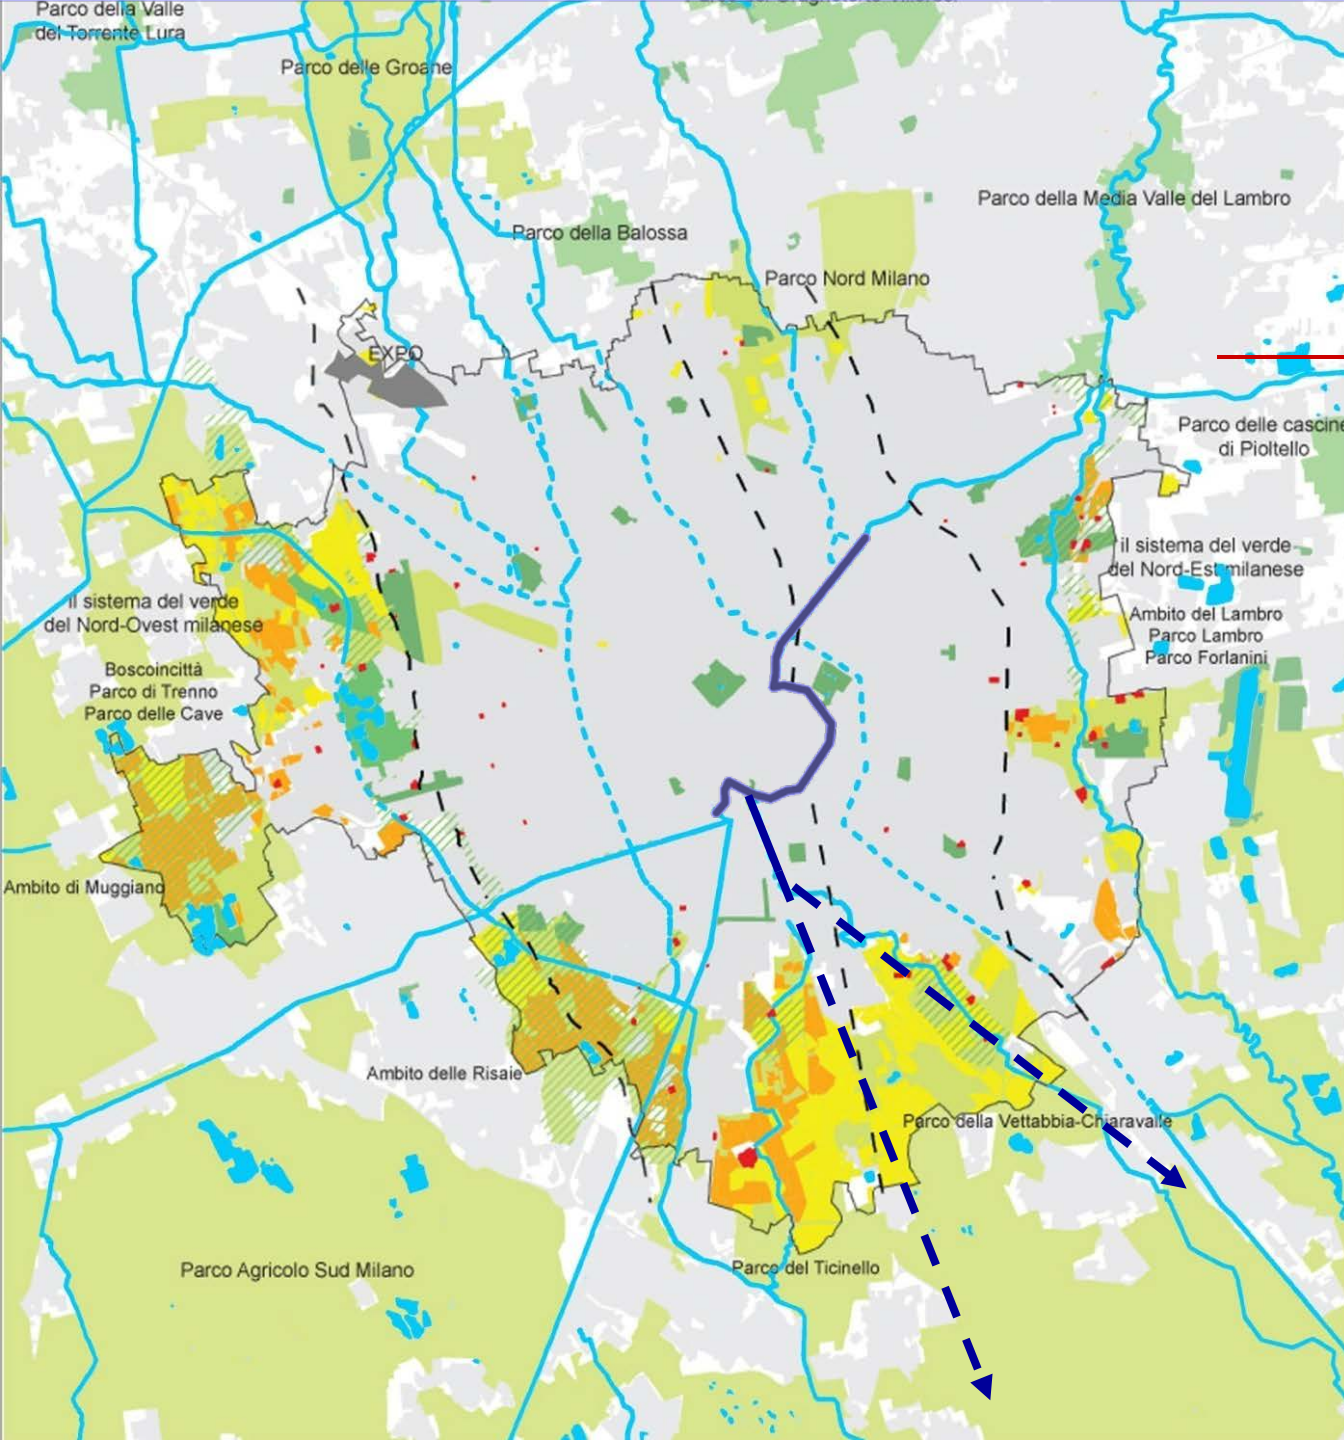 Parco della Valle
del Torrente Lura
Parco delle Groane
Parco della Media Valle del Lambro
Parco della Balossa
Parco Nord Milano
EXPO
Parco delle cascine
di Pioltello
il sistema del verde
del Nord-Est milanese
Ambito del Lambro
Parco Lambro
Parco Forlanini
il sistema del verde
del Nord-Ovest milanese
Boscoincittà
Parco di Trenno
Parco delle Cave
Ambito di Muggiano
Ambito delle Risaie
Parco della Vettabbia-Chiaravalle
Parco Agricolo Sud Milano
Parco del Ticinello